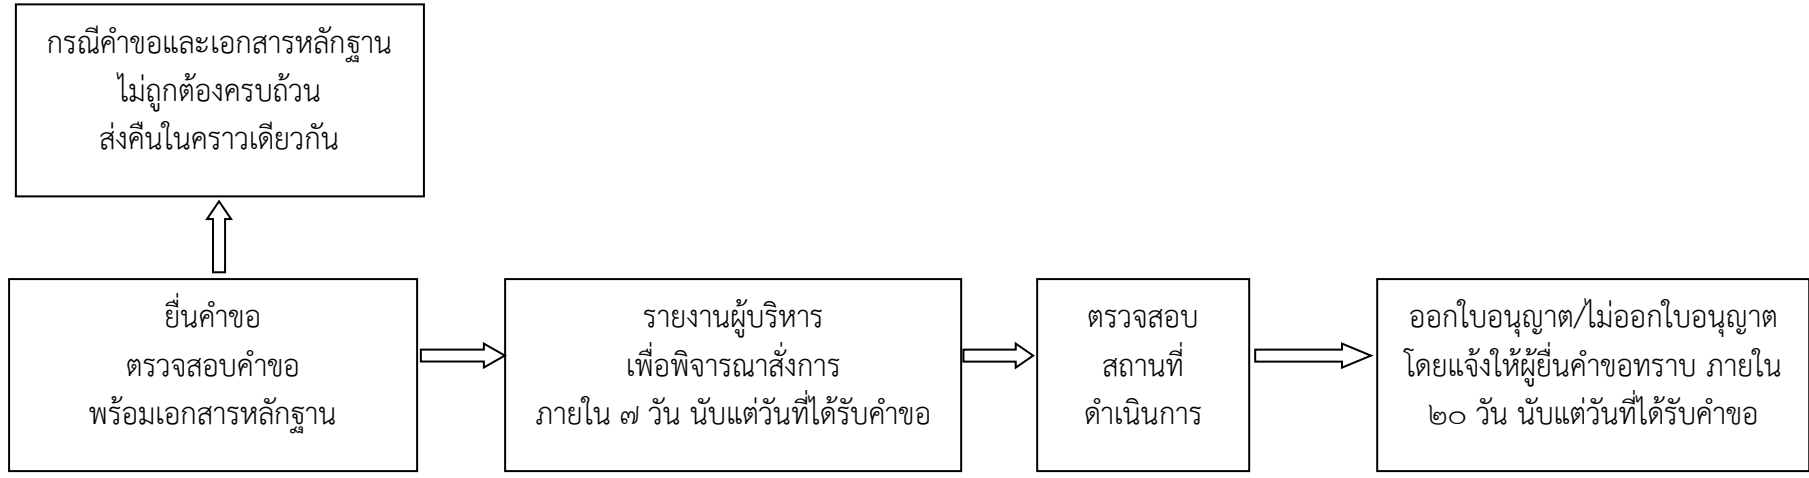 กรณีคำขอและเอกสารหลักฐาน
ไม่ถูกต้องครบถ้วน
ส่งคืนในคราวเดียวกัน
ยื่นคำขอ
ตรวจสอบคำขอ
พร้อมเอกสารหลักฐาน
รายงานผู้บริหาร
เพื่อพิจารณาสั่งการ
ภายใน ๗ วัน นับแต่วันที่ได้รับคำขอ
ตรวจสอบ
สถานที่
ดำเนินการ
ออกใบอนุญาต/ไม่ออกใบอนุญาต
โดยแจ้งให้ผู้ยื่นคำขอทราบ ภายใน
๒๐ วัน นับแต่วันที่ได้รับคำขอ